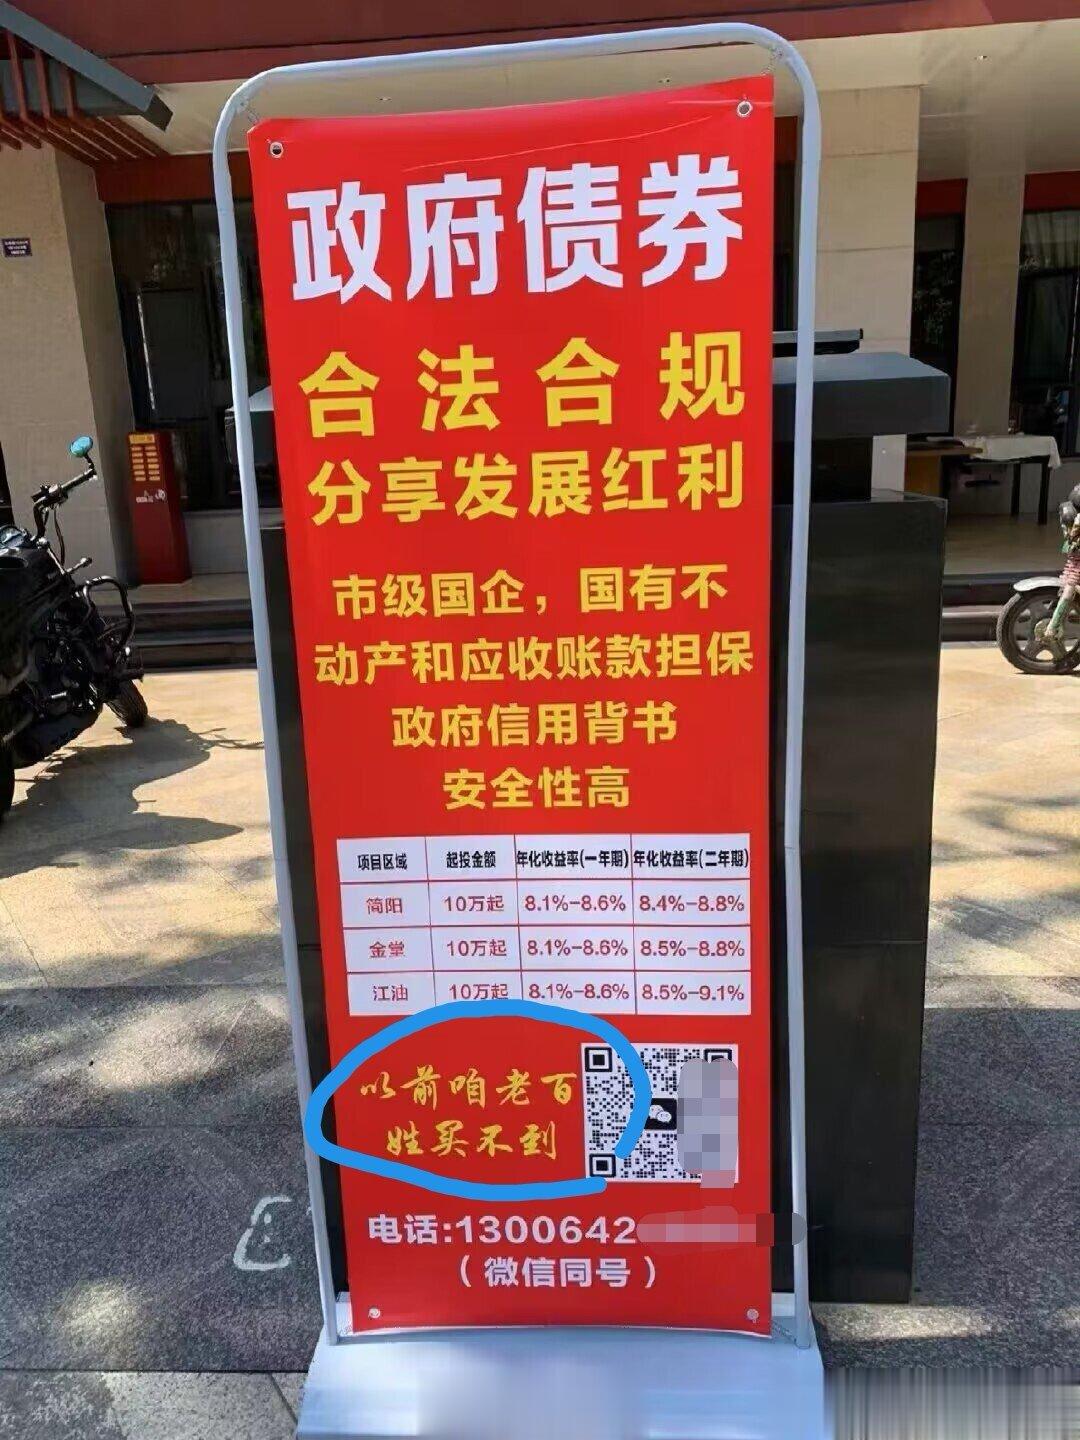 政府债券
合法合规
分享发展红利
市级国企，国有不
动产和应收账款担保
政府信用背书
安全性高
项目区域 起投金额 年化收益率(一年期) 年化收益率(二年期)
简阳 10万起 8.1%-8.6% 8.4%-8.8%
金堂 10万起 8.1%-8.6% 8.5%-8.8%
江油 10万起 8.1%-8.6% 8.5%-9.1%
以前咱老百
姓买不到
电话:1300642
（微信同号）